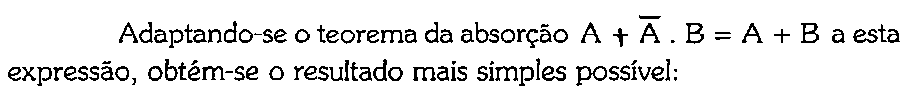 Adaptando-se o teorema da absorção A + A̅ . B = A + B a esta
expressão, obtém-se o resultado mais simples possível: